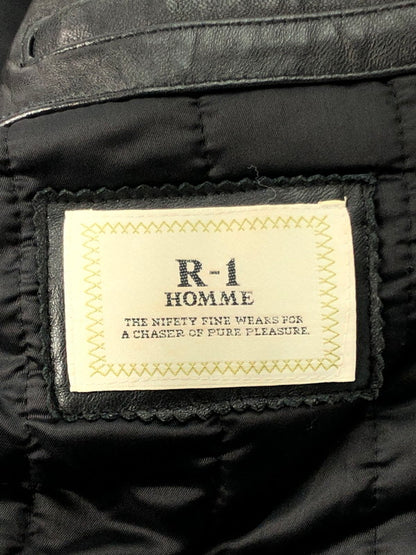 R-1
HOMME
THE NIFETY FINE WEARS FOR
A CHASER OF PURE PLEASURE.